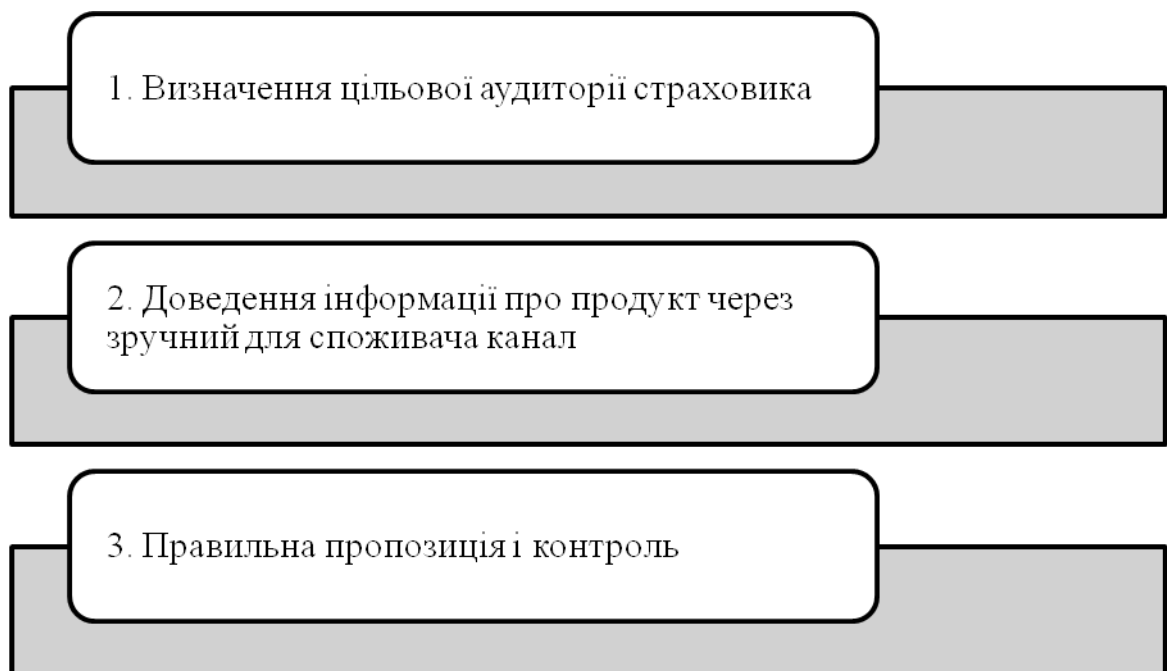 1. Визначення цільової аудиторії страховика
2. Доведення інформації про продукт через
зручний для споживача канал
3. Правильна пропозиція і контроль